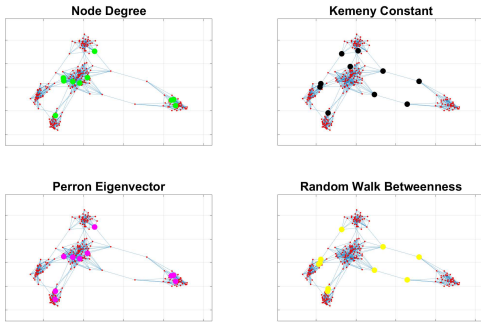 Node Degree
Kemeny Constant
Perron Eigenvector
Random Walk Betweenness